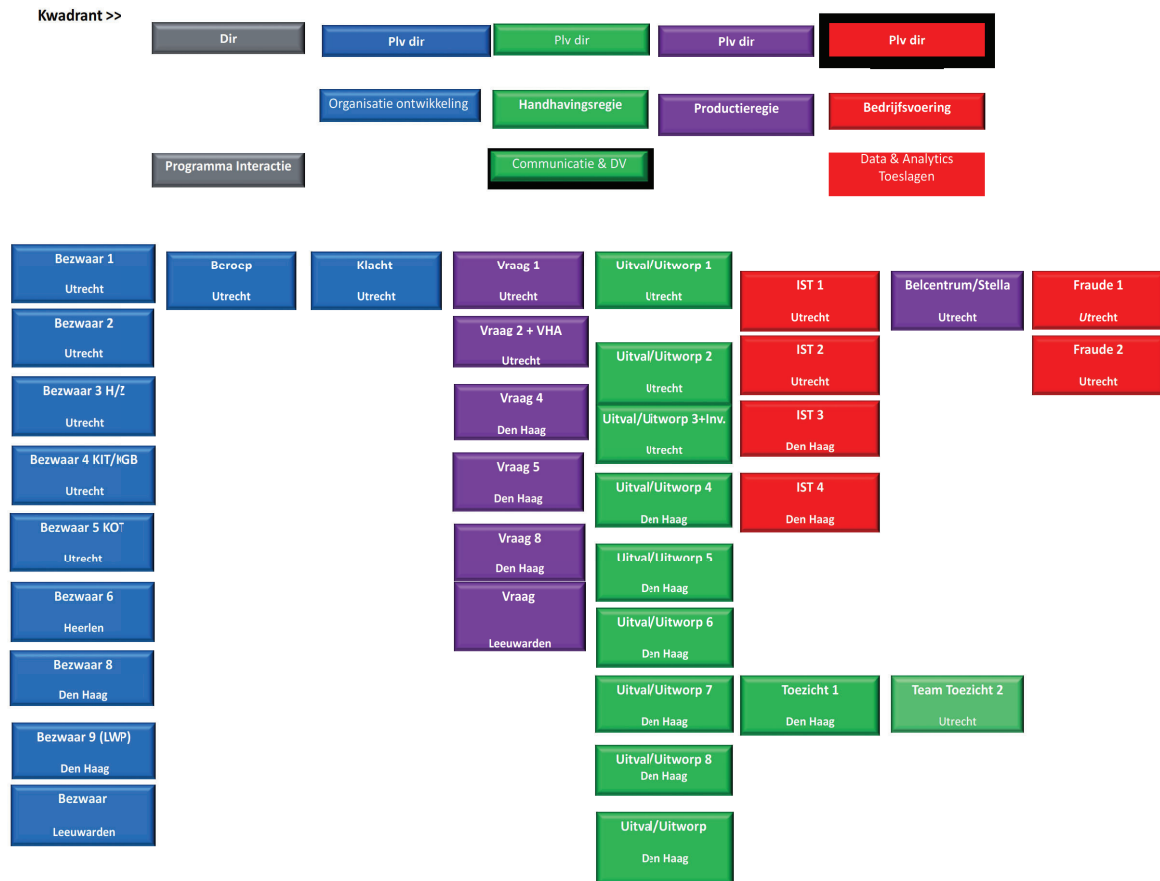 Kwadrant >>
Dir
Plv dir
Plv dir
Plv dir
Plv dir
Organisatie ontwikkeling
Handhavingsregie
Productieregie
Bedrijfsvoering
Programma Interactie
Communicatie & DV
Data & Analytics
Toeslagen
Bezwaar 1
Utrecht
Beroep
Utrecht
Klacht
Utrecht
Vraag 1
Utrecht
Uitval/Uitworp 1
Utrecht
IST 1
Utrecht
Belcentrum/Stella
Utrecht
Fraude 1
Utrecht
Bezwaar 2
Utrecht
Vraag 2 + VHA
Utrecht
Uitval/Uitworp 2
Utrecht
IST 2
Utrecht
Fraude 2
Utrecht
Bezwaar 3 H/Z
Utrecht
Vraag 4
Den Haag
Uitval/Uitworp 3+Inv.
Utrecht
IST 3
Den Haag
Bezwaar 4 KIT/KGB
Utrecht
Vraag 5
Den Haag
Uitval/Uitworp 4
Den Haag
IST 4
Den Haag
Bezwaar 5 KOT
Utrecht
Vraag 8
Den Haag
Uitval/Uitworp 5
Den Haag
Bezwaar 6
Heerlen
Vraag
Leeuwarden
Uitval/Uitworp 6
Den Haag
Bezwaar 8
Den Haag
Uitval/Uitworp 7
Den Haag
Toezicht 1
Den Haag
Team Toezicht 2
Utrecht
Bezwaar 9 (LWP)
Den Haag
Uitval/Uitworp 8
Den Haag
Bezwaar
Leeuwarden
Uitval/Uitworp
Den Haag